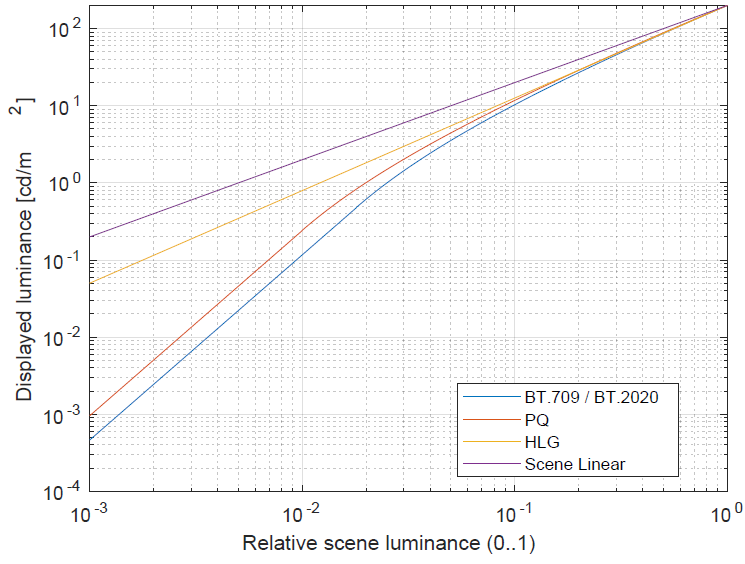 10^2
10^1
10^0
10^-1
10^-2
10^-3
10^-4
Displayed luminance [cd/m^2]
BT.709 / BT.2020
PQ
HLG
Scene Linear
10^-3
10^-2
10^-1
10^0
Relative scene luminance (0..1)